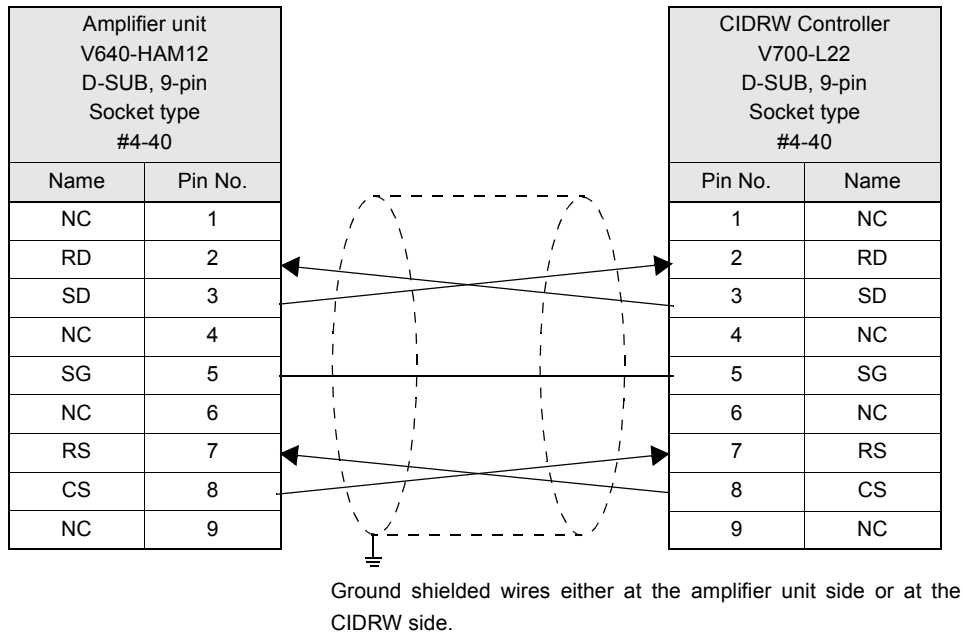 Amplifier unit
V640-HAM12
D-SUB, 9-pin
Socket type
#4-40
Name Pin No.
NC 1
RD 2
SD 3
NC 4
SG 5
NC 6
RS 7
CS 8
NC 9
CIDRW Controller
V700-L22
D-SUB, 9-pin
Socket type
#4-40
Pin No. Name
1 NC
2 RD
3 SD
4 NC
5 SG
6 NC
7 RS
8 CS
9 NC
Ground shielded wires either at the amplifier unit side or at the
CIDRW side.